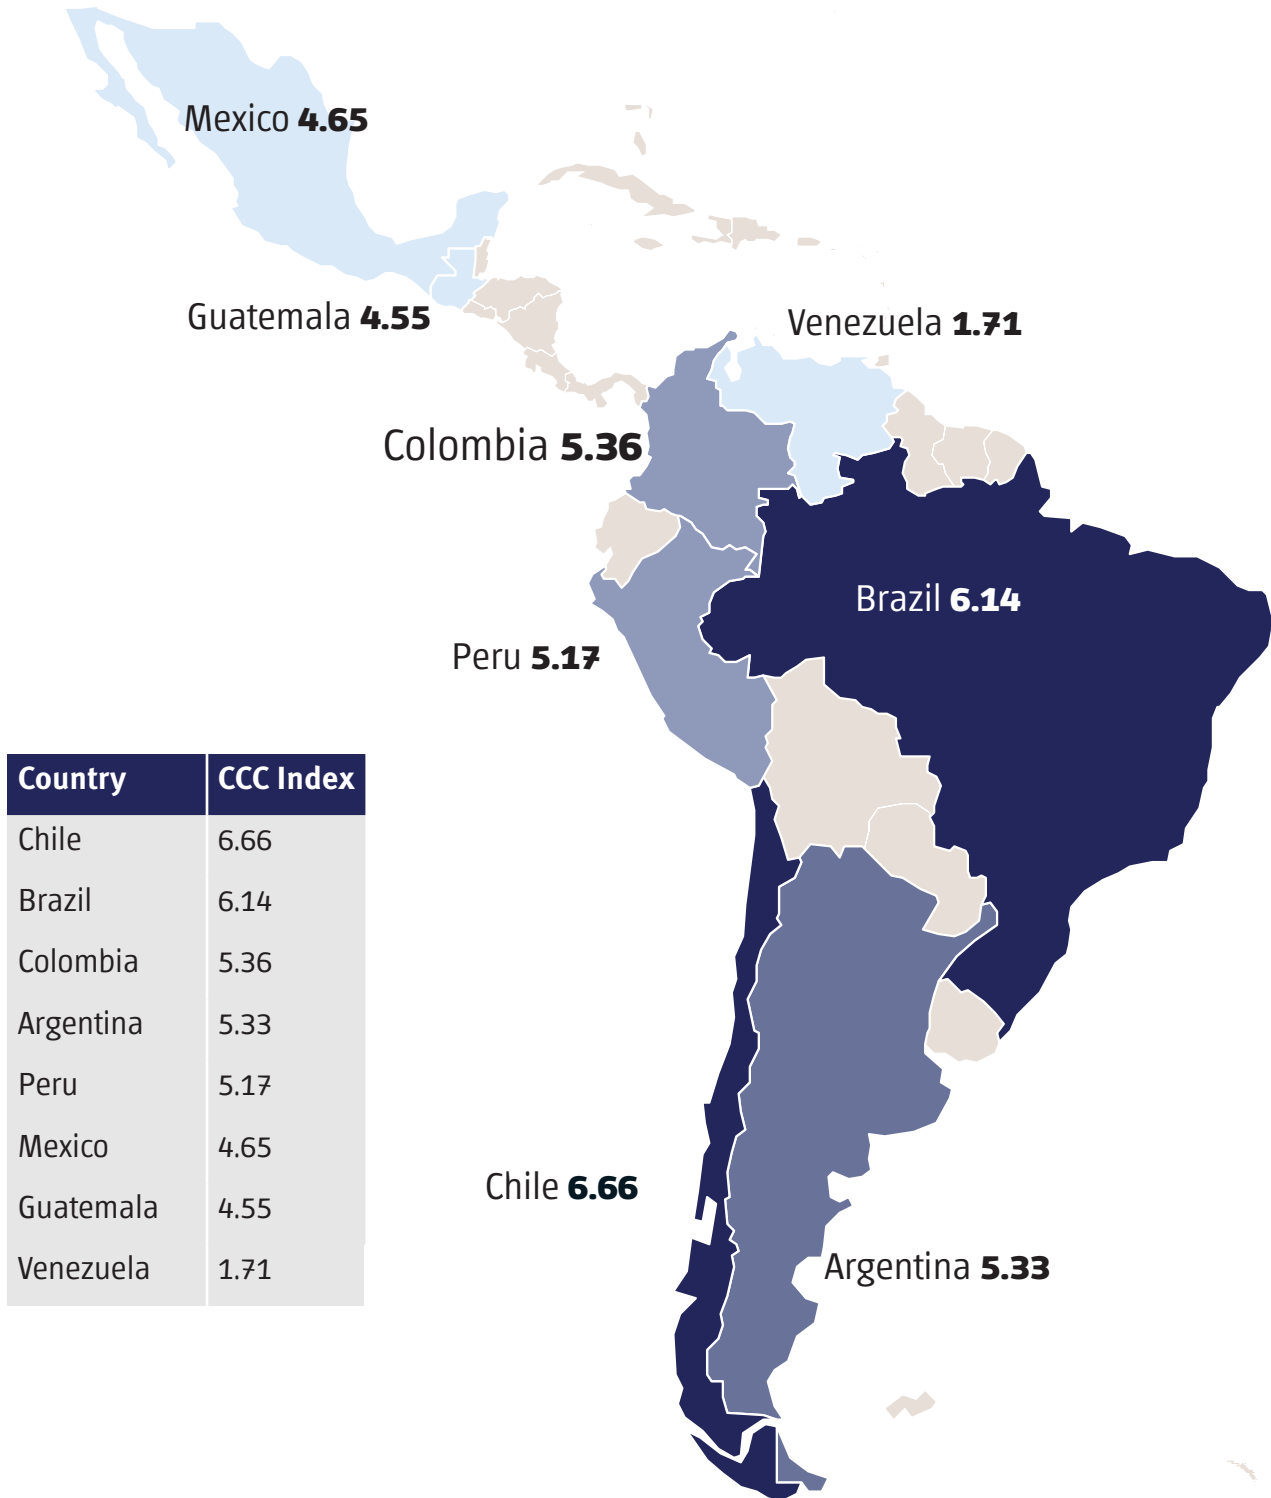 Mexico 4.65
Guatemala 4.55
Venezuela 1.71
Colombia 5.36
Brazil 6.14
Peru 5.17
Country CCC Index
Chile 6.66
Brazil 6.14
Colombia 5.36
Argentina 5.33
Peru 5.17
Mexico 4.65
Guatemala 4.55
Venezuela 1.71
Chile 6.66
Argentina 5.33